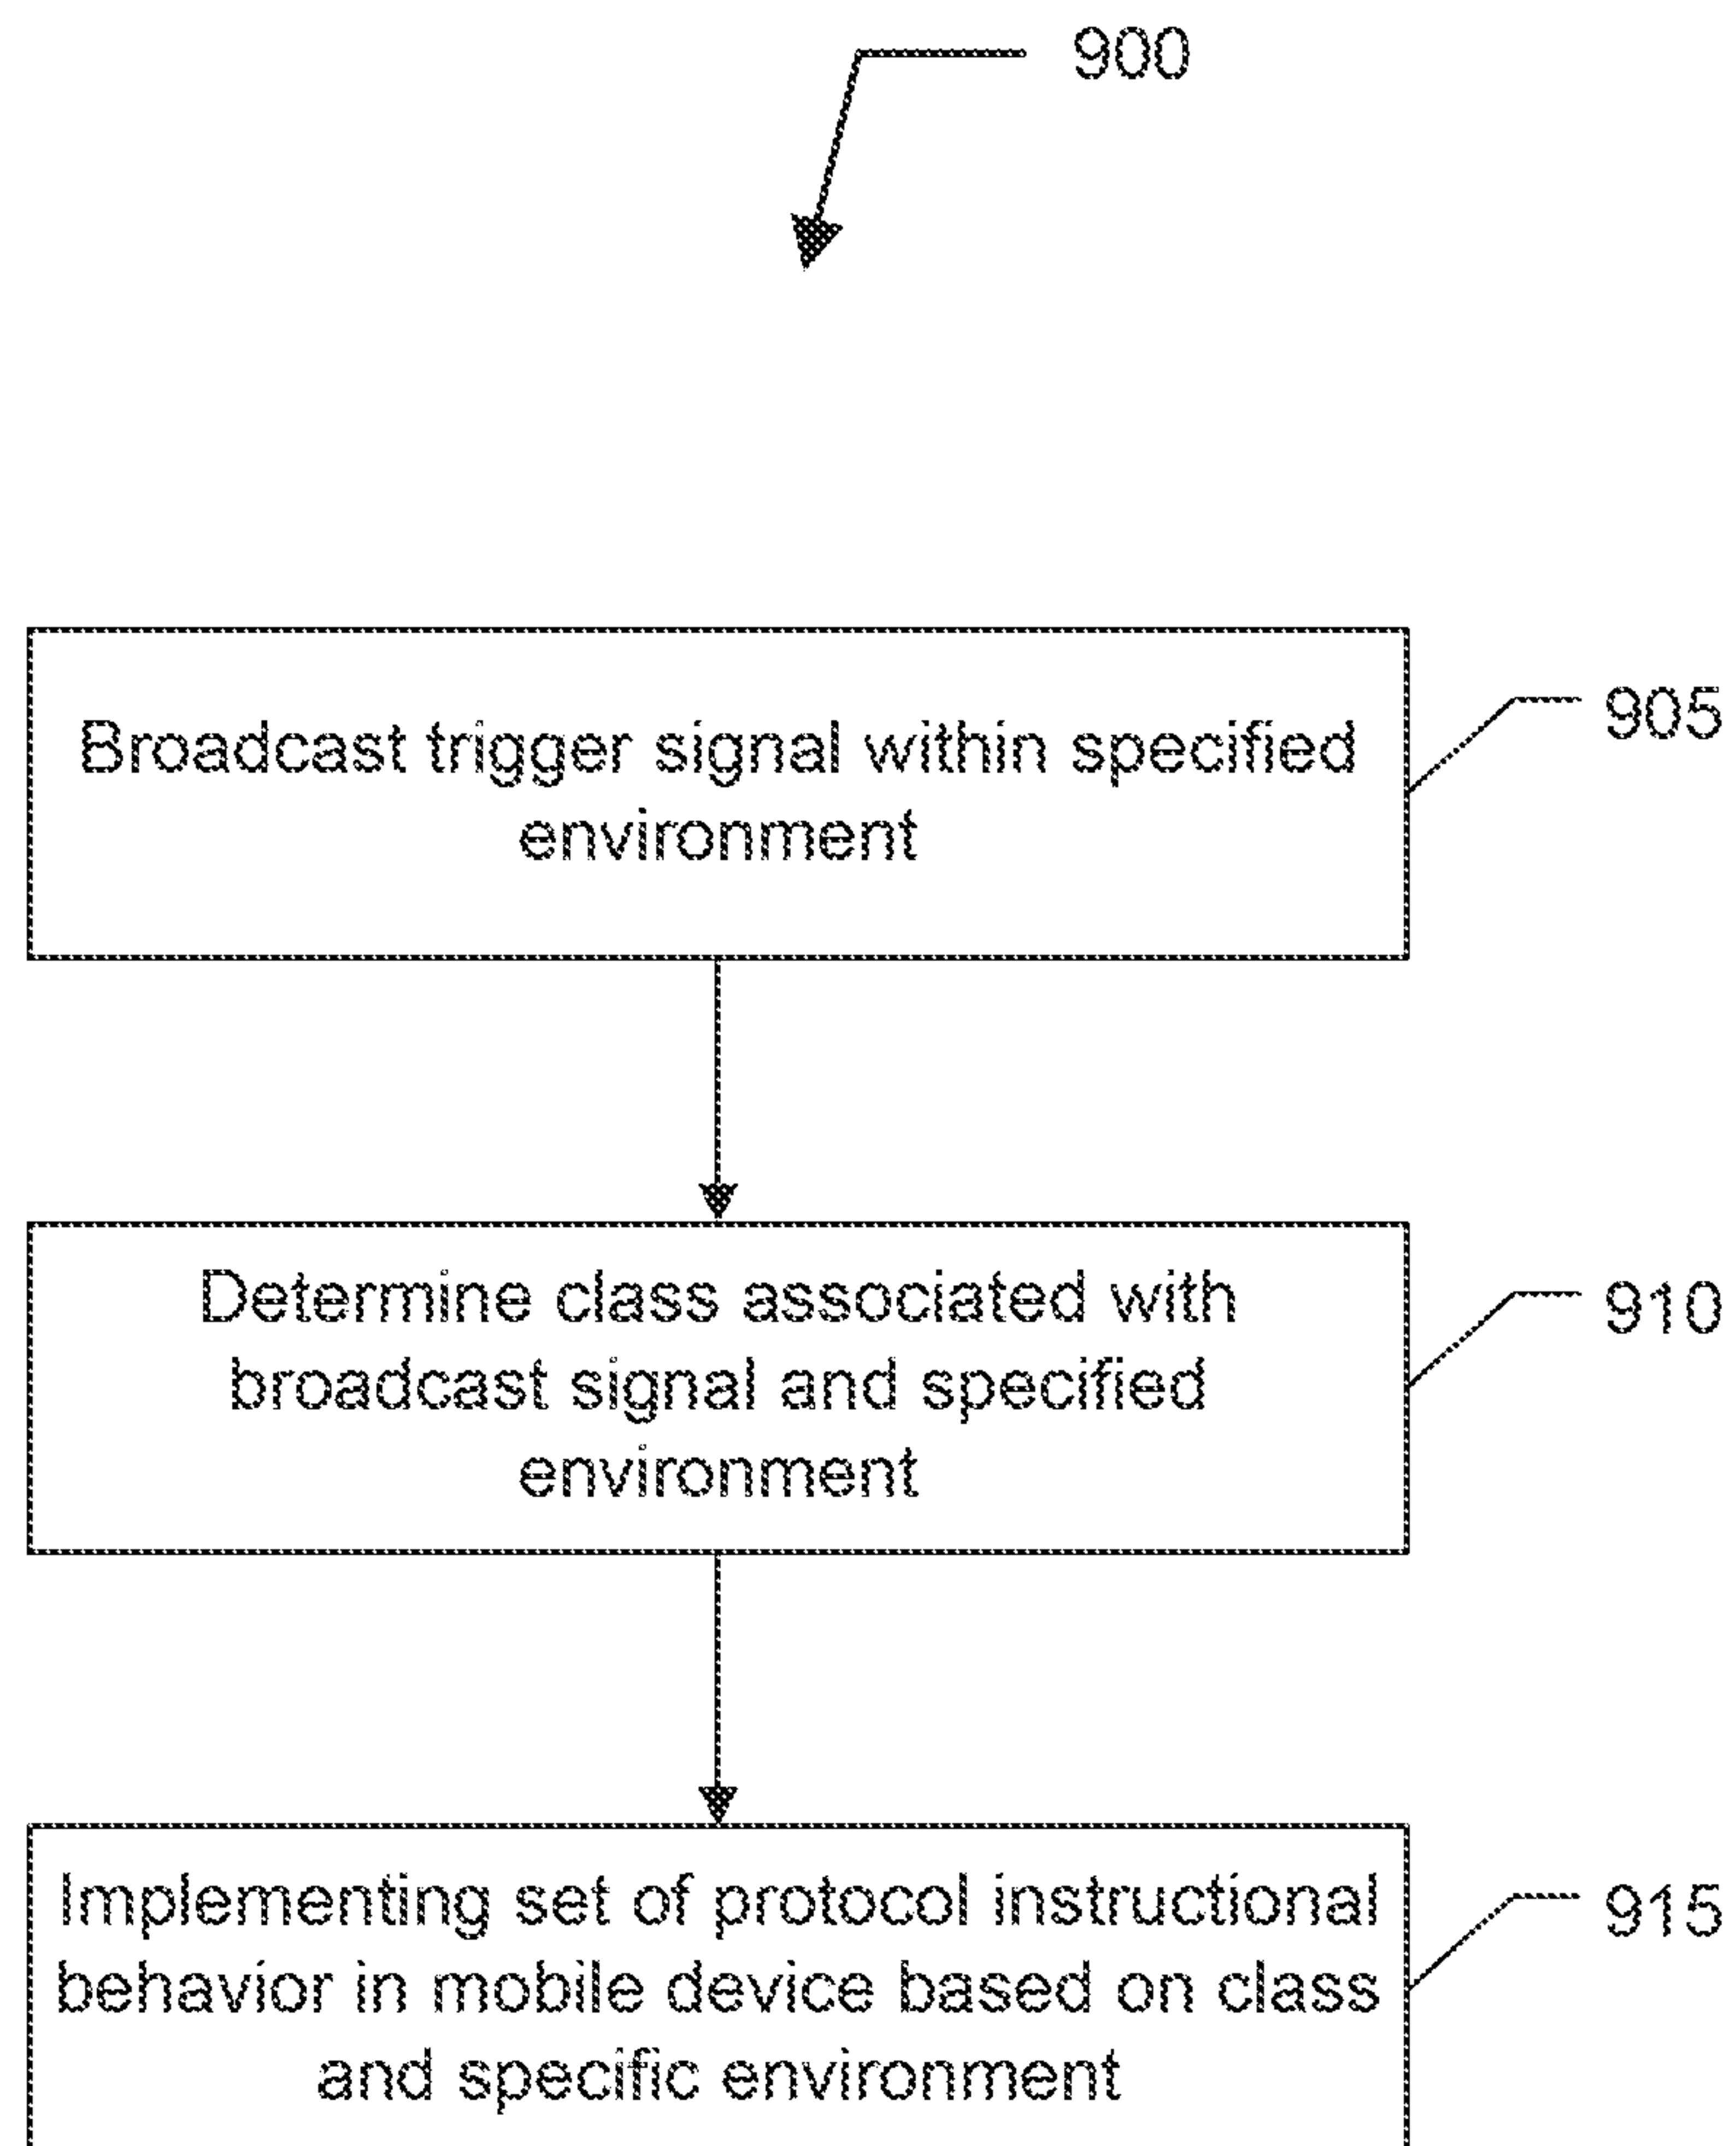 900
Broadcast trigger signal within specified
environment
905
Determine class associated with
broadcast signal and specified
environment
910
Implementing set of protocol instructional
behavior in mobile device based on class
and specific environment
915